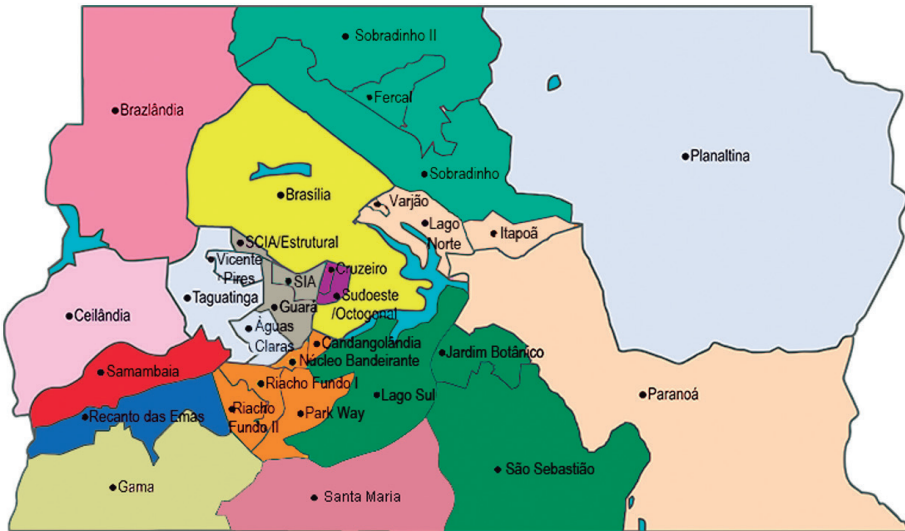 Sobradinho II
Fercal
Brazlândia
Planaltina
Sobradinho
Brasília
Varjão
Lago
Norte
Itapoã
SCIA/Estrutural
Vicente
Pires
Cruzeiro
SIA
Taguatinga
Sudoeste
/Octogonal
Guará
Ceilândia
Águas
Claras
Candangolândia
Núcleo Bandeirante
Jardim Botânico
Samambaia
Riacho Fundo I
Lago Sul
Paranoá
Recanto das Emas
Riacho
Fundo II
Park Way
São Sebastião
Gama
Santa Maria